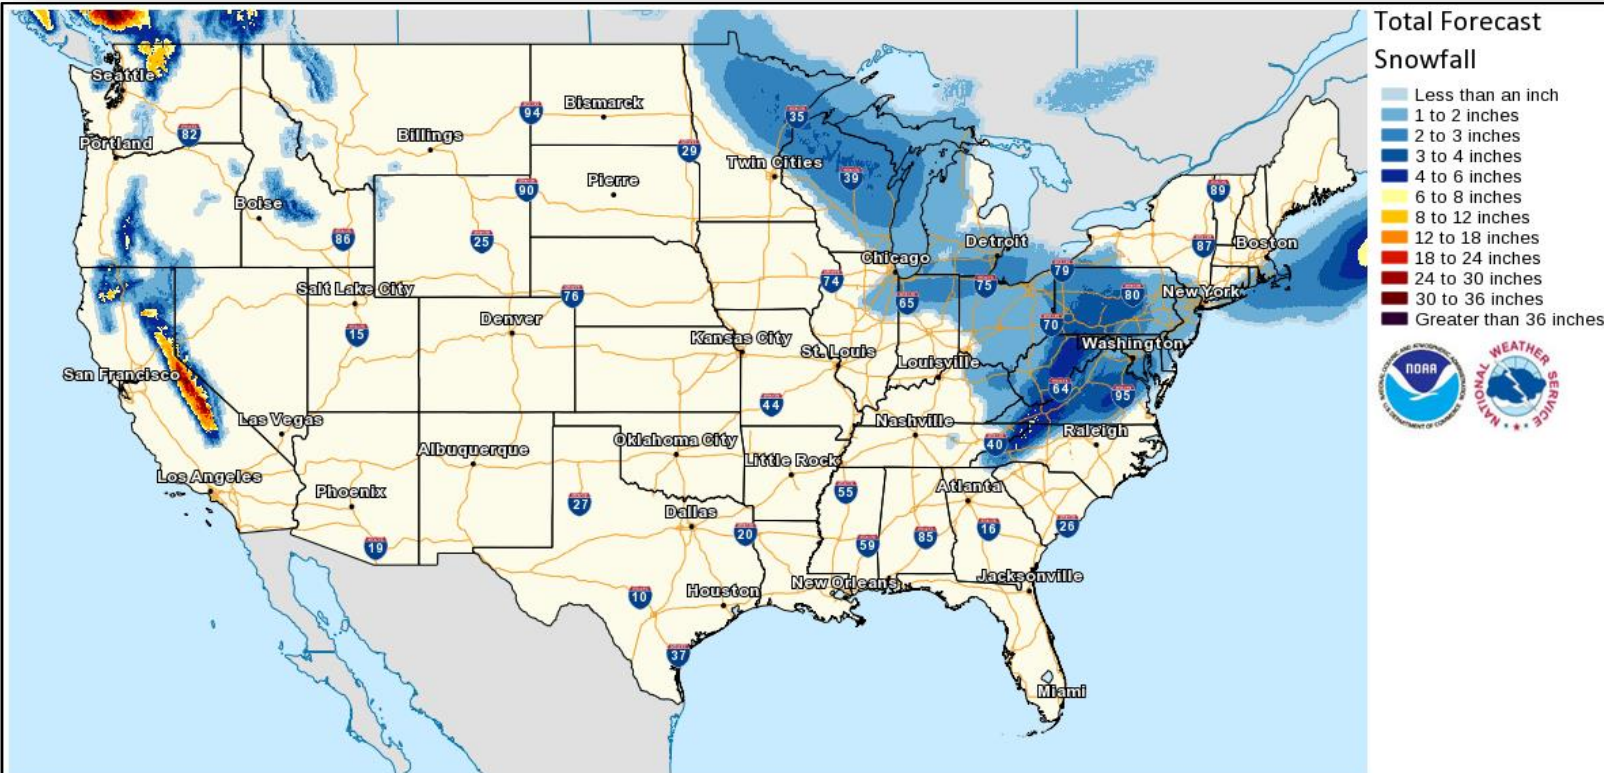 Total Forecast
Snowfall
Less than an inch
1 to 2 inches
2 to 3 inches
3 to 4 inches
4 to 6 inches
6 to 8 inches
8 to 12 inches
12 to 18 inches
18 to 24 inches
24 to 30 inches
30 to 36 inches
Greater than 36 inches
NOAA
NATIONAL WEATHER SERVICE
Seattle
Portland
82
Billings
94
Bismarck
35
29
Twin Cities
39
90
Pierre
Boise
86
25
89
87
Boston
Detroit
Chicago
79
74
65
75
80
New York
Salt Lake City
76
15
Denver
70
Kansas City
St. Louis
Louisville
Washington
San Francisco
64
95
Las Vegas
44
Nashville
40
Raleigh
Albuquerque
Oklahoma City
Little Rock
Los Angeles
Phoenix
27
55
Atlanta
Dallas
20
19
59
85
16
26
10
Houston
New Orleans
Jacksonville
37
Miami